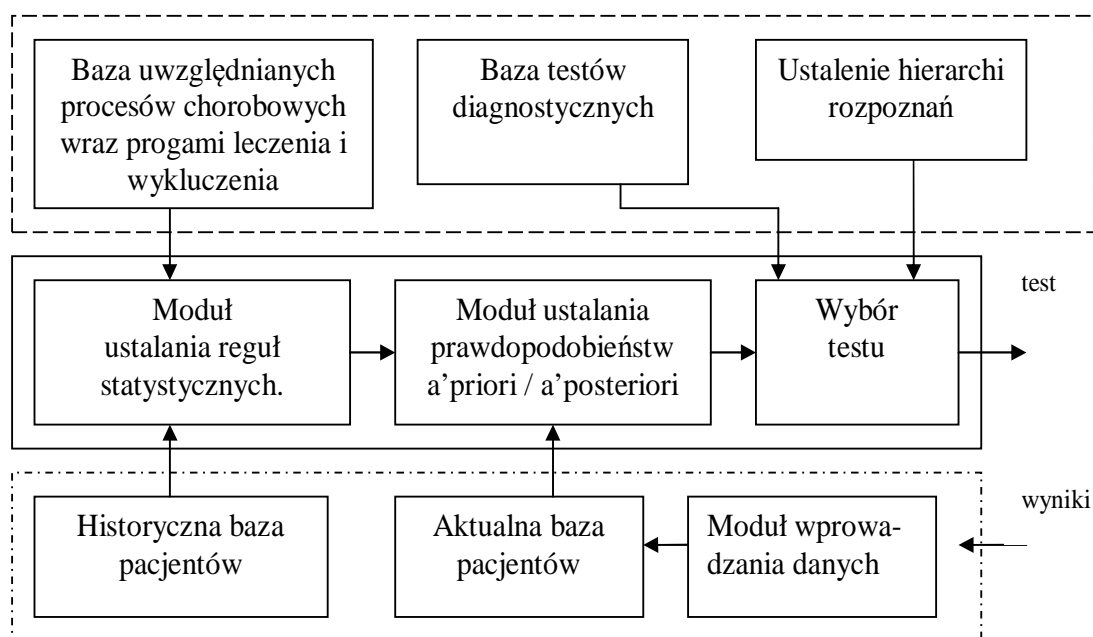 Baza uwzględnianych
procesów chorobowych
wraz progami leczenia i
wykluczenia
Baza testów
diagnostycznych
Ustalenie hierarchi
rozpoznań
Moduł
ustalania reguł
statystycznych.
Moduł ustalania
prawdopodobieństw
a’priori / a’posteriori
Wybór
testu
test
Historyczna baza
pacjentów
Aktualna baza
pacjentów
Moduł wprowa-
dzania danych
wyniki